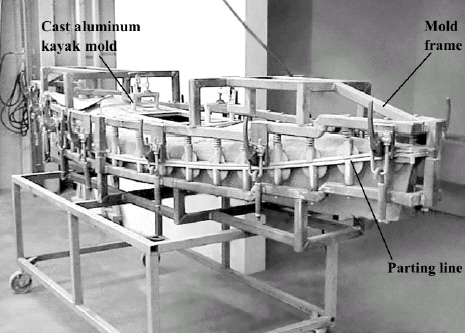 Cast aluminum
kayak mold
Mold
frame
Parting line